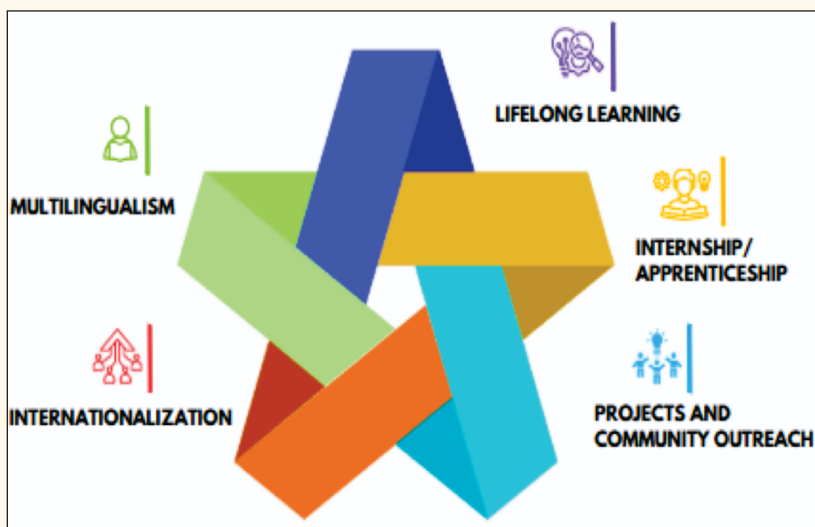 LIFELONG LEARNING
MULTILINGUALISM
INTERNSHIP/
APPRENTICESHIP
INTERNATIONALIZATION
PROJECTS AND
COMMUNITY OUTREACH